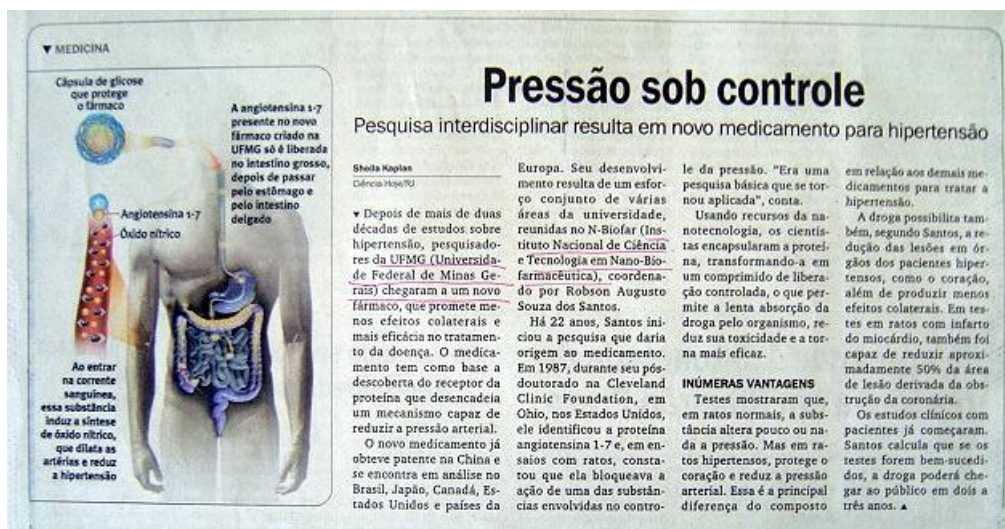 ▼ MEDICINA
Cápsula de glicose
que protege
o fármaco
A angiotensina 1-7
presente no novo
fármaco criado na
UFMG só é liberada
no intestino grosso,
depois de passar
pelo estômago e
pelo intestino
delgado
Angiotensina 1-7
Óxido nítrico
Ao entrar
na corrente
sanguínea,
essa substância
induz a síntese
de óxido nítrico,
que dilata as
artérias e reduz
a hipertensão
Pressão sob controle
Pesquisa interdisciplinar resulta em novo medicamento para hipertensão
Sheila Kaplan
Ciência Hoje/RJ
▼ Depois de mais de duas
décadas de estudos sobre
hipertensão, pesquisado-
res da UFMG (Universida-
de Federal de Minas Ge-
rais) chegaram a um novo
fármaco, que promete me-
nos efeitos colaterais e
mais eficácia no tratamen-
to da doença. O medica-
mento tem como base a
descoberta do receptor da
proteína que desencadeia
um mecanismo capaz de
reduzir a pressão arterial.
O novo medicamento já
obteve patente na China e
se encontra em análise no
Brasil, Japão, Canadá, Es-
tados Unidos e países da
Europa. Seu desenvolvi-
mento resulta de um esfor-
ço conjunto de várias
áreas da universidade,
reunidas no N-Biofar (Ins-
tituto Nacional de Ciência
e Tecnologia em Nano-Bio-
farmacêutica), coordena-
do por Robson Augusto
Souza dos Santos.
Há 22 anos, Santos ini-
ciou a pesquisa que daria
origem ao medicamento.
Em 1987, durante seu pós-
doutorado na Cleveland
Clinic Foundation, em
Ohio, nos Estados Unidos,
ele identificou a proteína
angiotensina 1-7 e, em en-
saios com ratos, consta-
tou que ela bloqueava a
ação de uma das substân-
cias envolvidas no contro-
le da pressão. "Era uma
pesquisa básica que se tor-
nou aplicada", conta.
Usando recursos da na-
notecnologia, os cientis-
tas encapsularam a proteí-
na, transformando-a em
um comprimido de libera-
ção controlada, o que per-
mite a lenta absorção da
droga pelo organismo, re-
duz sua toxicidade e a tor-
na mais eficaz.
INÚMERAS VANTAGENS
Testes mostraram que,
em ratos normais, a subs-
tância altera pouco ou na-
da a pressão. Mas em ra-
tos hipertensos, protege o
coração e reduz a pressão
arterial. Essa é a principal
diferença do composto
em relação aos demais me-
dicamentos para tratar a
hipertensão.
A droga possibilita tam-
bém, segundo Santos, a re-
dução das lesões em ór-
gãos dos pacientes hiper-
tensos, como o coração,
além de produzir menos
efeitos colaterais. Em tes-
tes em ratos com infarto
do miocárdio, também foi
capaz de reduzir aproxi-
madamente 50% da área
de lesão derivada da obs-
trução da coronária.
Os estudos clínicos com
pacientes já começaram.
Santos calcula que se os
testes forem bem-sucedi-
dos, a droga poderá che-
gar ao público em dois a
três anos. ▲